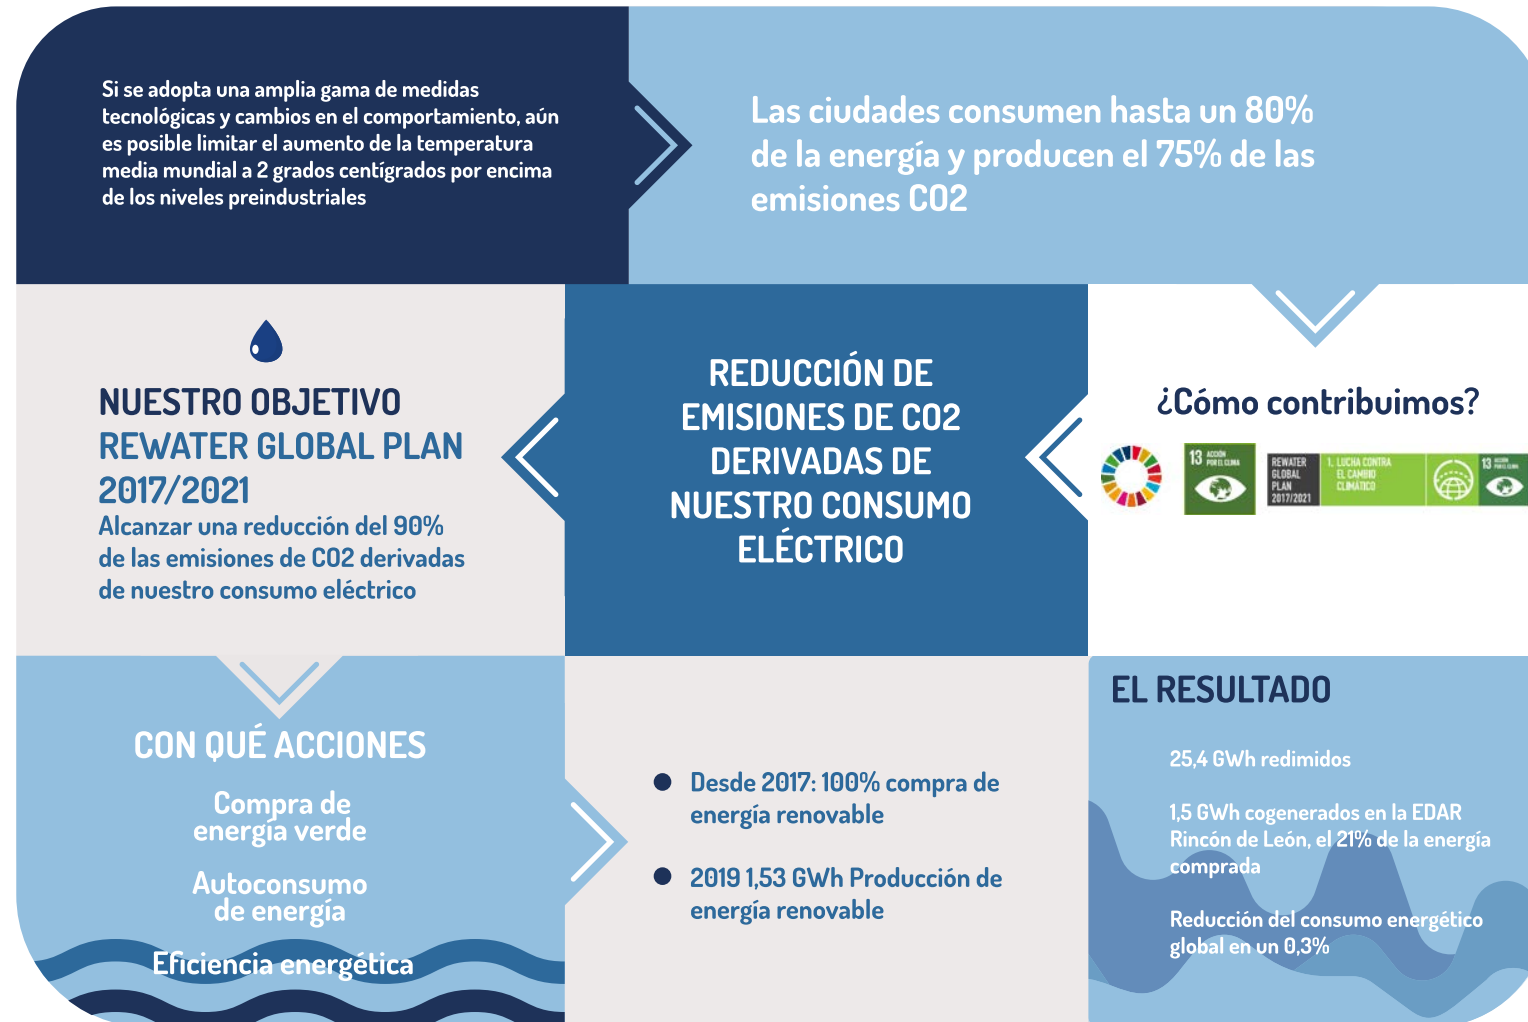 Si se adopta una amplia gama de medidas
tecnológicas y cambios en el comportamiento, aún
es posible limitar el aumento de la temperatura
media mundial a 2 grados centígrados por encima
de los niveles preindustriales
Las ciudades consumen hasta un 80%
de la energía y producen el 75% de las
emisiones CO2
¿Cómo contribuimos?
13 ACCIÓN
POR EL CLIMA
REWATER
GLOBAL
PLAN
2017/2021
1. LUCHA CONTRA
EL CAMBIO
CLIMÁTICO
13 ACCIÓN
POR EL CLIMA
REDUCCIÓN DE
EMISIONES DE CO2
DERIVADAS DE
NUESTRO CONSUMO
ELÉCTRICO
NUESTRO OBJETIVO
REWATER GLOBAL PLAN
2017/2021
Alcanzar una reducción del 90%
de las emisiones de CO2 derivadas
de nuestro consumo eléctrico
CON QUÉ ACCIONES
Compra de
energía verde
Autoconsumo
de energía
Eficiencia energética
Desde 2017: 100% compra de
energía renovable
2019 1,53 GWh Producción de
energía renovable
EL RESULTADO
25,4 GWh redimidos
1,5 GWh cogenerados en la EDAR
Rincón de León, el 21% de la energía
comprada
Reducción del consumo energético
global en un 0,3%